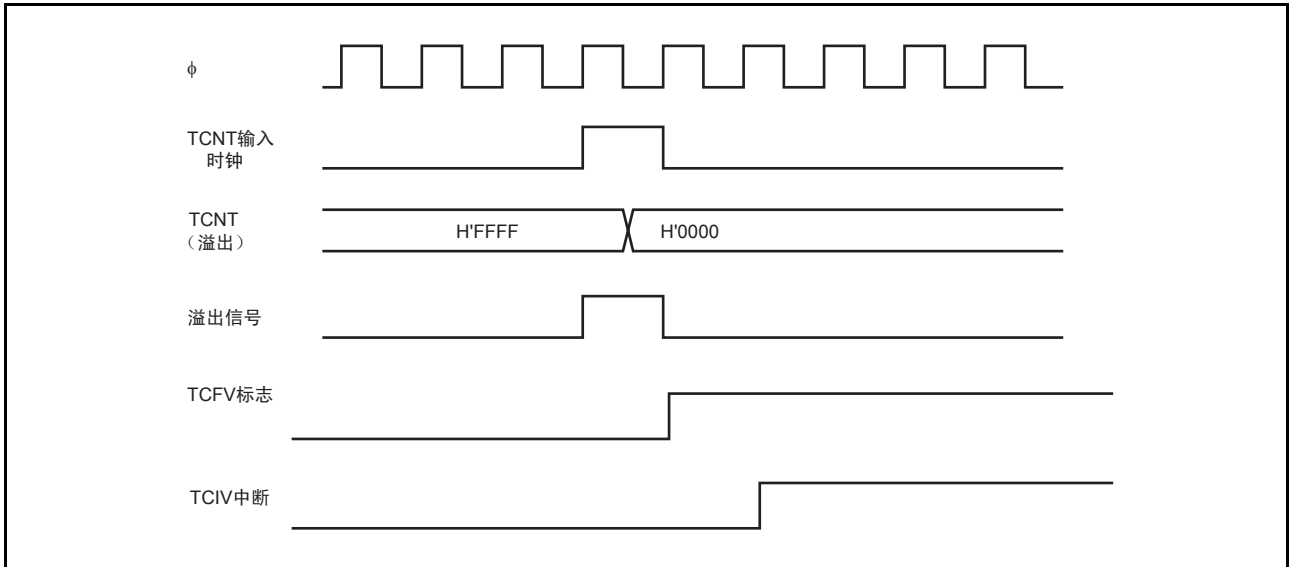 φ
TCNT输入
时钟
TCNT
（溢出）
H'FFFF
H'0000
溢出信号
TCFV标志
TCIV中断